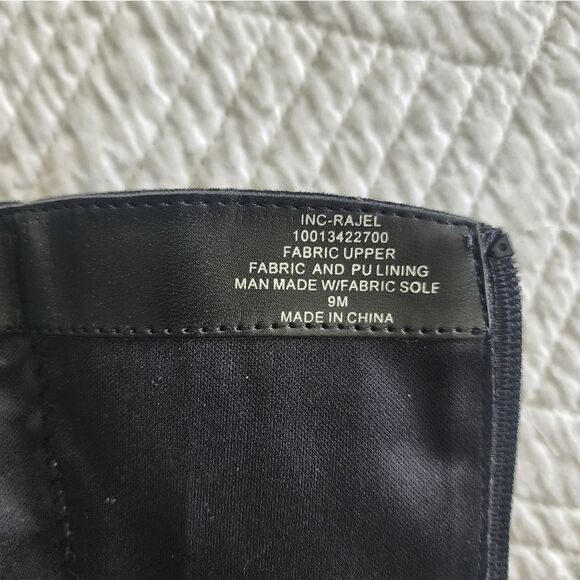 INC-RAJEL
10013422700
FABRIC UPPER
FABRIC AND PU LINING
MAN MADE W/FABRIC SOLE
9M
MADE IN CHINA